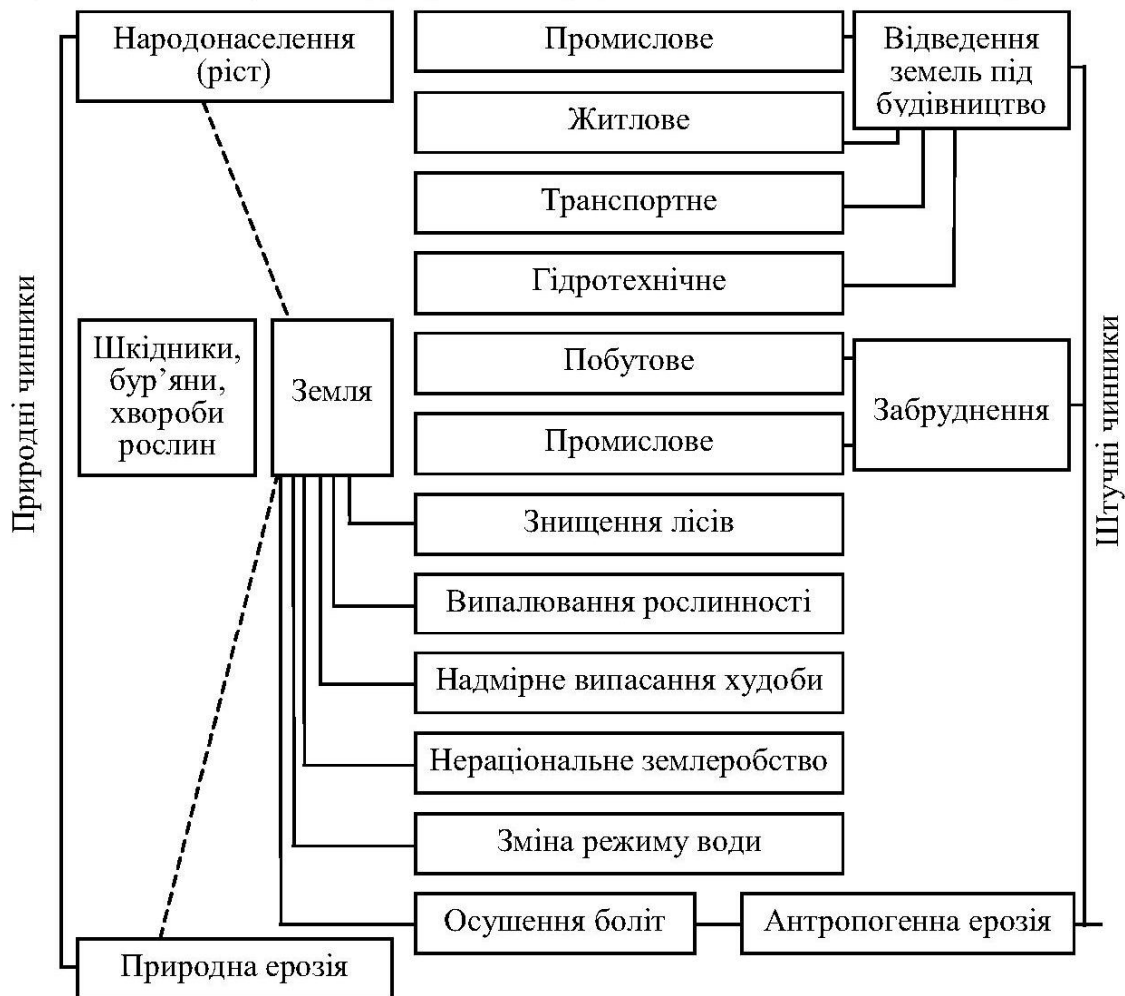 Народонаселення
(ріст)
Промислове
Відведення
земель під
будівництво
Житлове
Транспортне
Гідротехнічне
Природні чинники
Шкідники,
бур’яни,
хвороби
рослин
Земля
Побутове
Промислове
Забруднення
Штучні чинники
Знищення лісів
Випалювання рослинності
Надмірне випасання худоби
Нераціональне землеробство
Зміна режиму води
Осушення боліт
Антропогенна ерозія
Природна ерозія